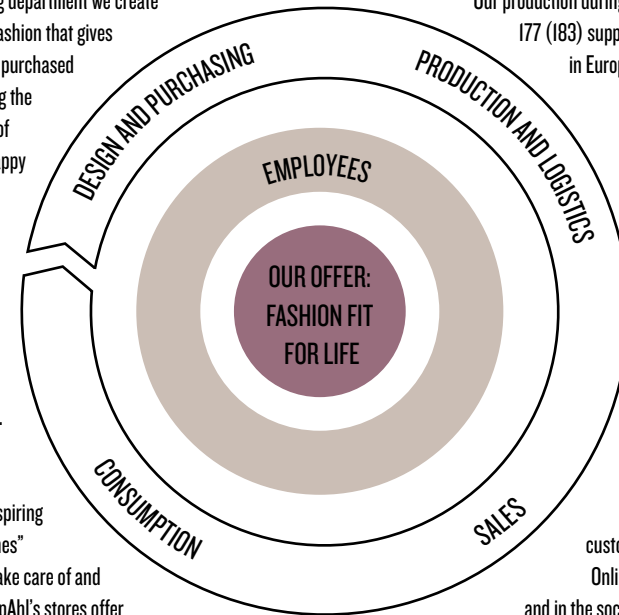 g department we create
ashion that gives
purchased
g the
of
appy
Our production during
177 (183) supp
in Europ
DESIGN AND PURCHASING
PRODUCTION AND LOGISTICS
EMPLOYEES
OUR OFFER:
FASHION FIT
FOR LIFE
CONSUMPTION
SALES
.
spiring
nes”
ake care of and
pAhl’s stores offer
custo
Onli
and in the soc